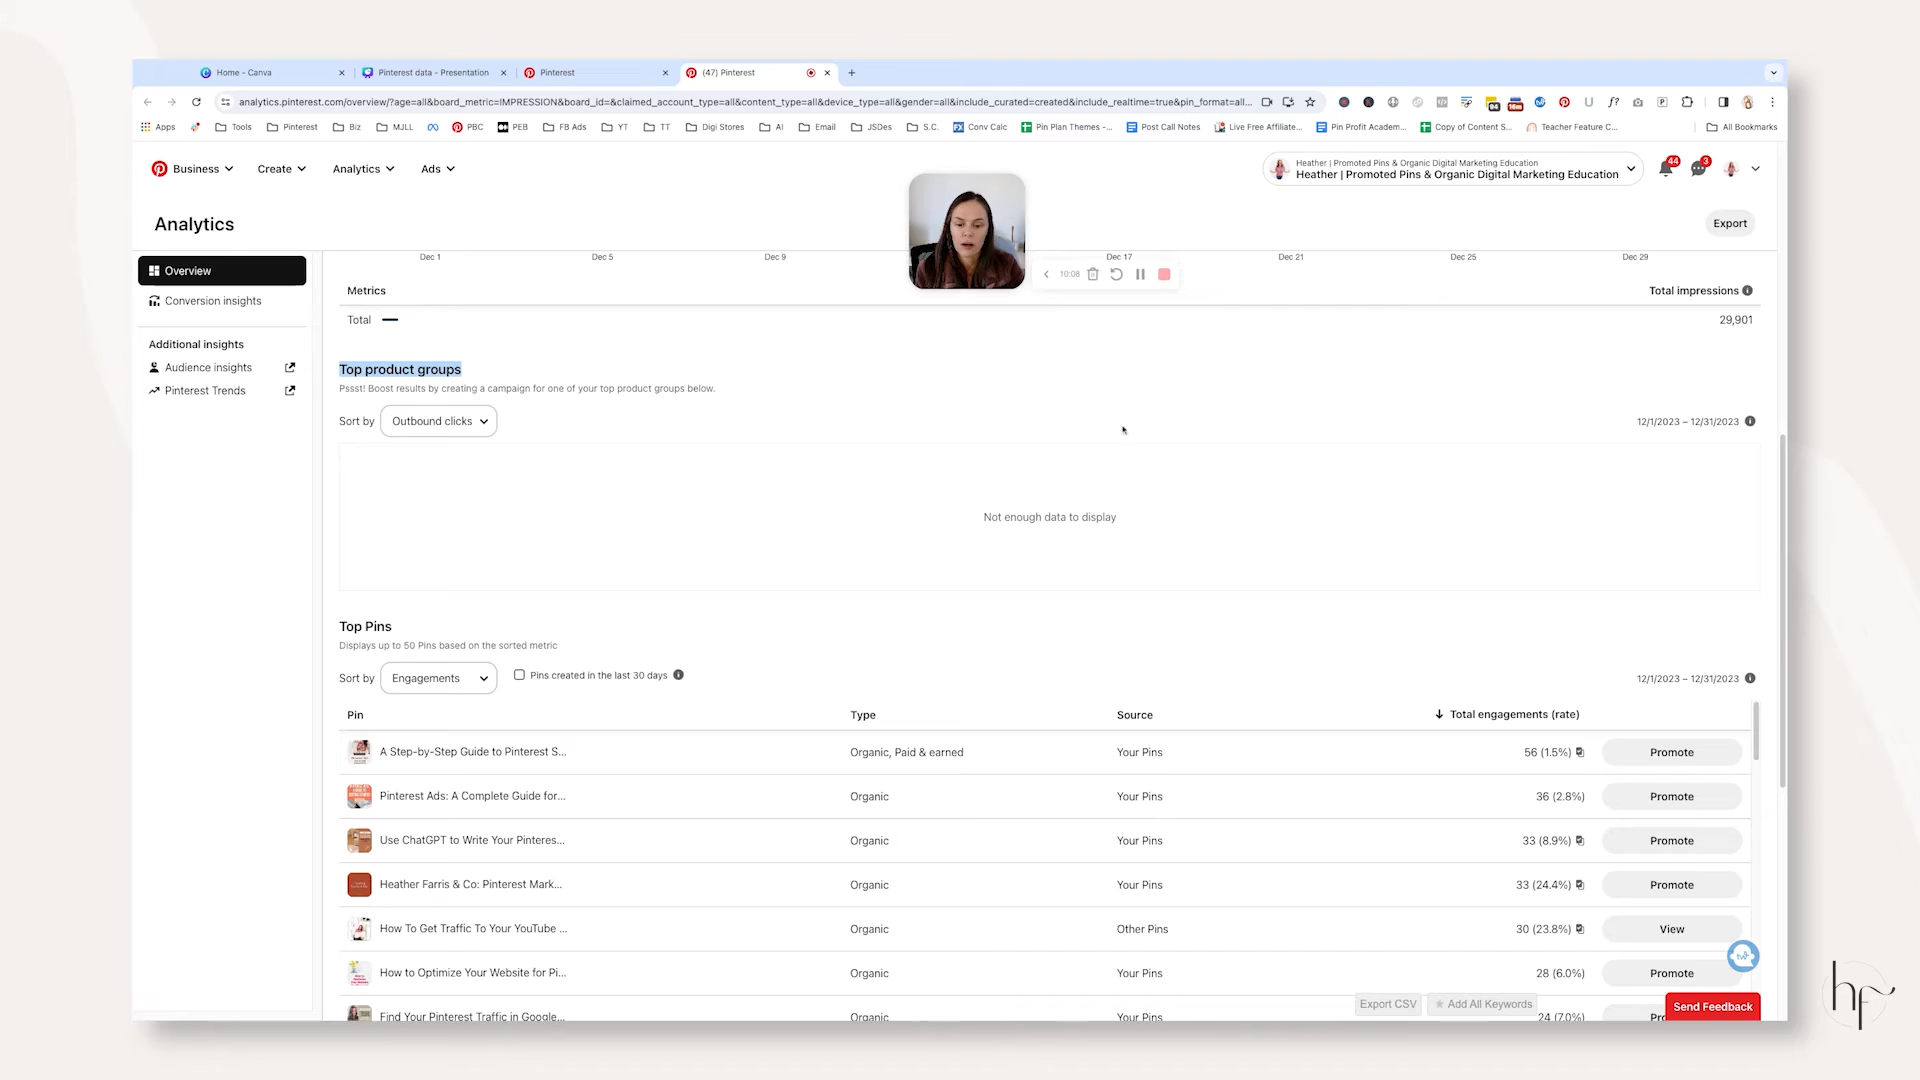 Home - Canva
Pinterest data - Presentation
Pinterest
(47) Pinterest
analytics.pinterest.com/overview/?age=all&board_metric=IMPRESSION&board_id=&claimed_account_type=all&content_type=all&device_type=all&gender=all&include_curated=created&include_realtime=true&pin_format=all...
Apps
Tools
Pinterest
Biz
MJLL
PBC
PEB
FB Ads
YT
TT
Digi Stores
AI
Email
JSDes
S.C.
Conv Calc
Pin Plan Themes -...
Post Call Notes
Live Free Affiliate...
Pin Profit Academ...
Copy of Content S...
Teacher Feature C...
All Bookmarks
Business
Create
Analytics
Ads
Heather | Promoted Pins & Organic Digital Marketing Education
Heather | Promoted Pins & Organic Digital Marketing Education
44
3
Analytics
Export
Overview
Conversion insights
Additional insights
Audience insights
Pinterest Trends
Dec 1
Dec 5
Dec 9
Dec 17
Dec 21
Dec 25
Dec 29
10:08
Metrics
Total impressions
Total
29,901
Top product groups
Pssst! Boost results by creating a campaign for one of your top product groups below.
Sort by
Outbound clicks
12/1/2023 – 12/31/2023
Not enough data to display
Top Pins
Displays up to 50 Pins based on the sorted metric
Sort by
Engagements
Pins created in the last 30 days
12/1/2023 – 12/31/2023
Pin Type Source Total engagements (rate)
A Step-by-Step Guide to Pinterest S... Organic, Paid & earned Your Pins 56 (1.5%) Promote
Pinterest Ads: A Complete Guide for... Organic Your Pins 36 (2.8%) Promote
Use ChatGPT to Write Your Pinteres... Organic Your Pins 33 (8.9%) Promote
Heather Farris & Co: Pinterest Mark... Organic Your Pins 33 (24.4%) Promote
How To Get Traffic To Your YouTube ... Organic Other Pins 30 (23.8%) View
How to Optimize Your Website for Pi... Organic Your Pins 28 (6.0%) Promote
Find Your Pinterest Traffic in Google... Organic Your Pins 24 (7.0%) Pro
Export CSV
Add All Keywords
Send Feedback
hf